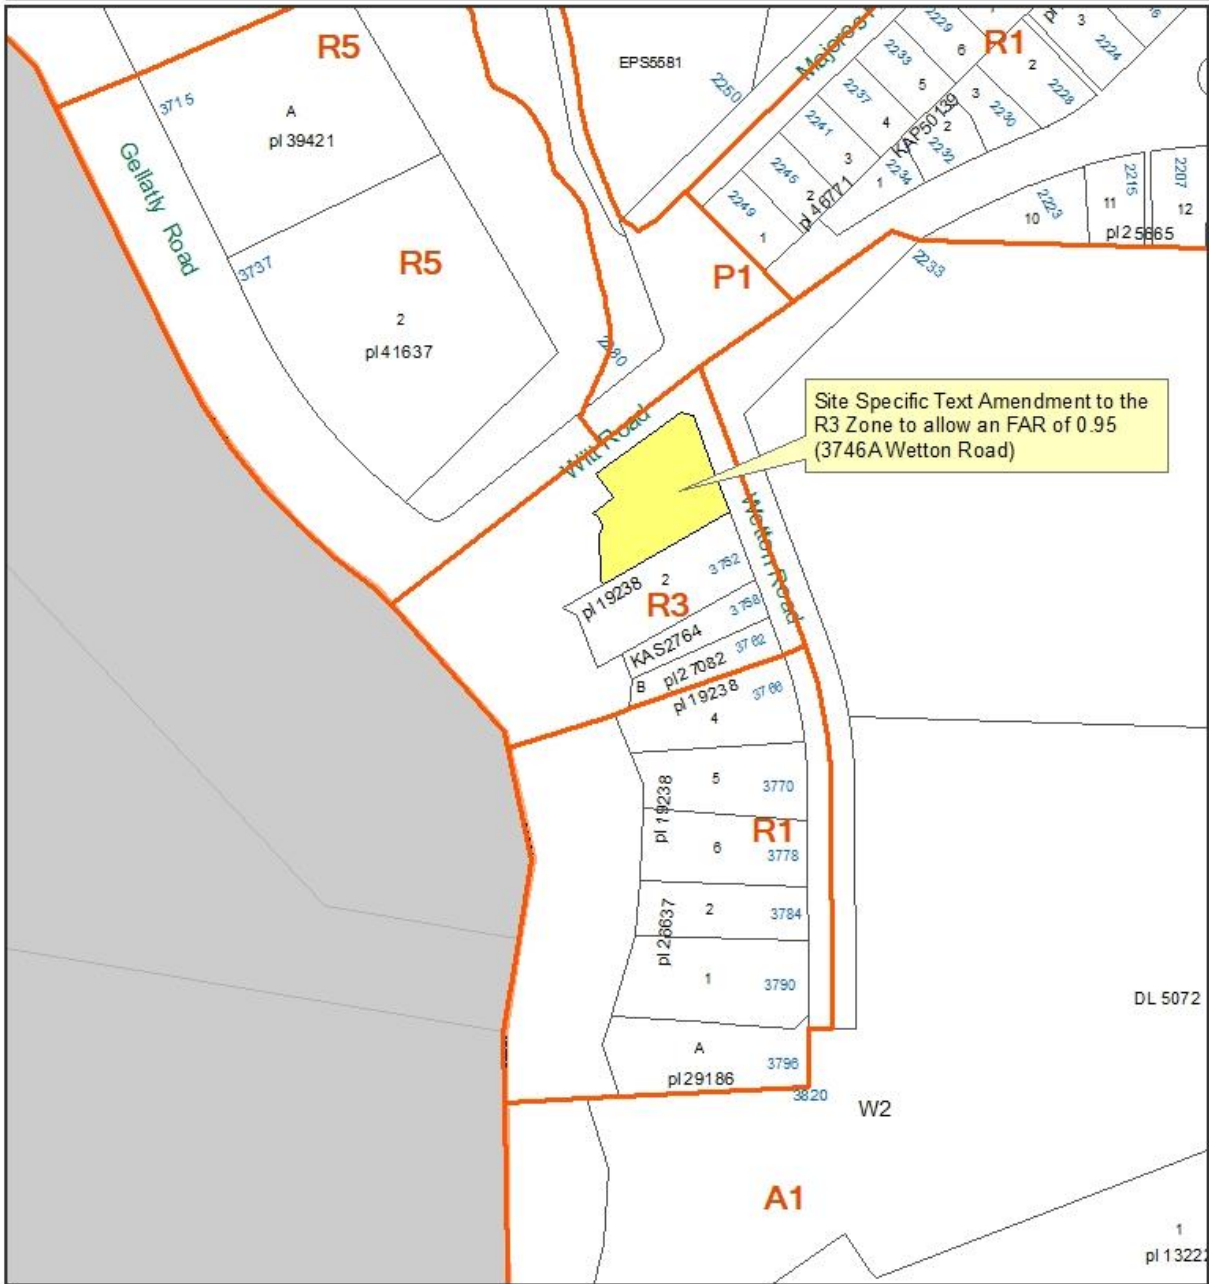 R5
3715
A
pl 39421
Gellatly Road
EPS5581
2250
R1
2229
6
2233
5
2237
4
2241
3
2245
2
2249
1
3
2224
2
2228
3
2230
2
2232
1
2234
KAP50139
pl 46771
2223
10
2215
11
2207
12
pl 25665
2233
R5
3737
2
pl 41637
P1
2280
Witt Road
Site Specific Text Amendment to the
R3 Zone to allow an FAR of 0.95
(3746A Wetton Road)
Wetton Road
2
3752
pl 19238
R3
3758
KAS2764
3762
B
pl 27082
pl 19238
3766
4
5
3770
pl 19238
R1
6
3778
2
3784
pl 26637
1
3790
DL 5072
A
3796
pl 29186
3820
W2
A1
1
pl 13222